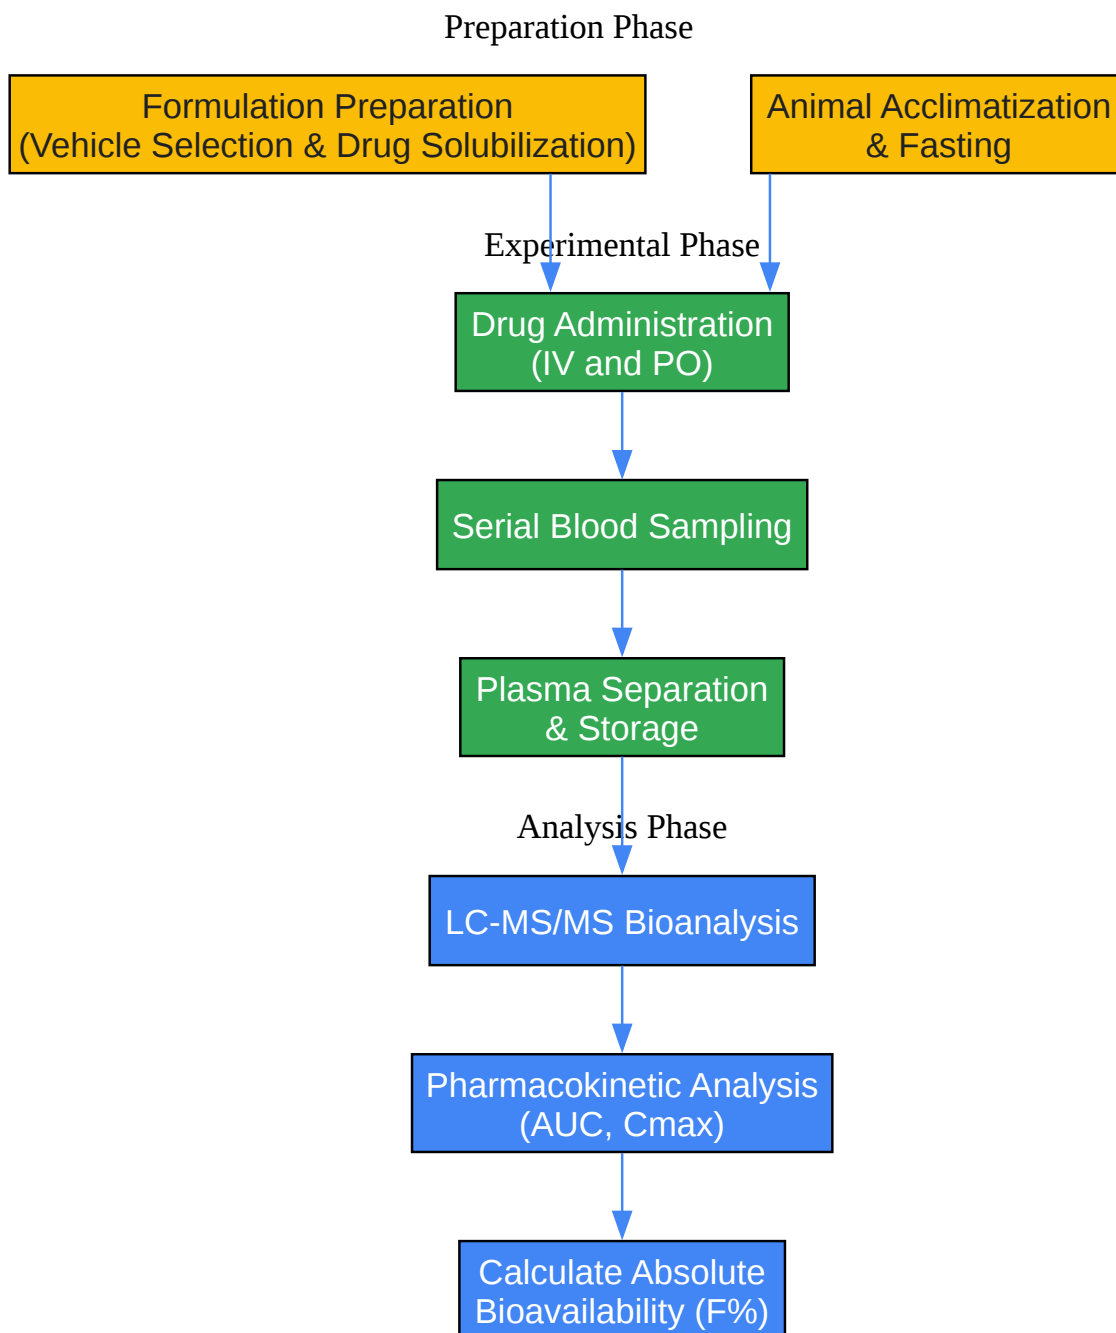 Preparation Phase
Formulation Preparation
(Vehicle Selection & Drug Solubilization)
Animal Acclimatization
& Fasting
Experimental Phase
Drug Administration
(IV and PO)
Serial Blood Sampling
Plasma Separation
& Storage
Analysis Phase
LC-MS/MS Bioanalysis
Pharmacokinetic Analysis
(AUC, Cmax)
Calculate Absolute
Bioavailability (F%)